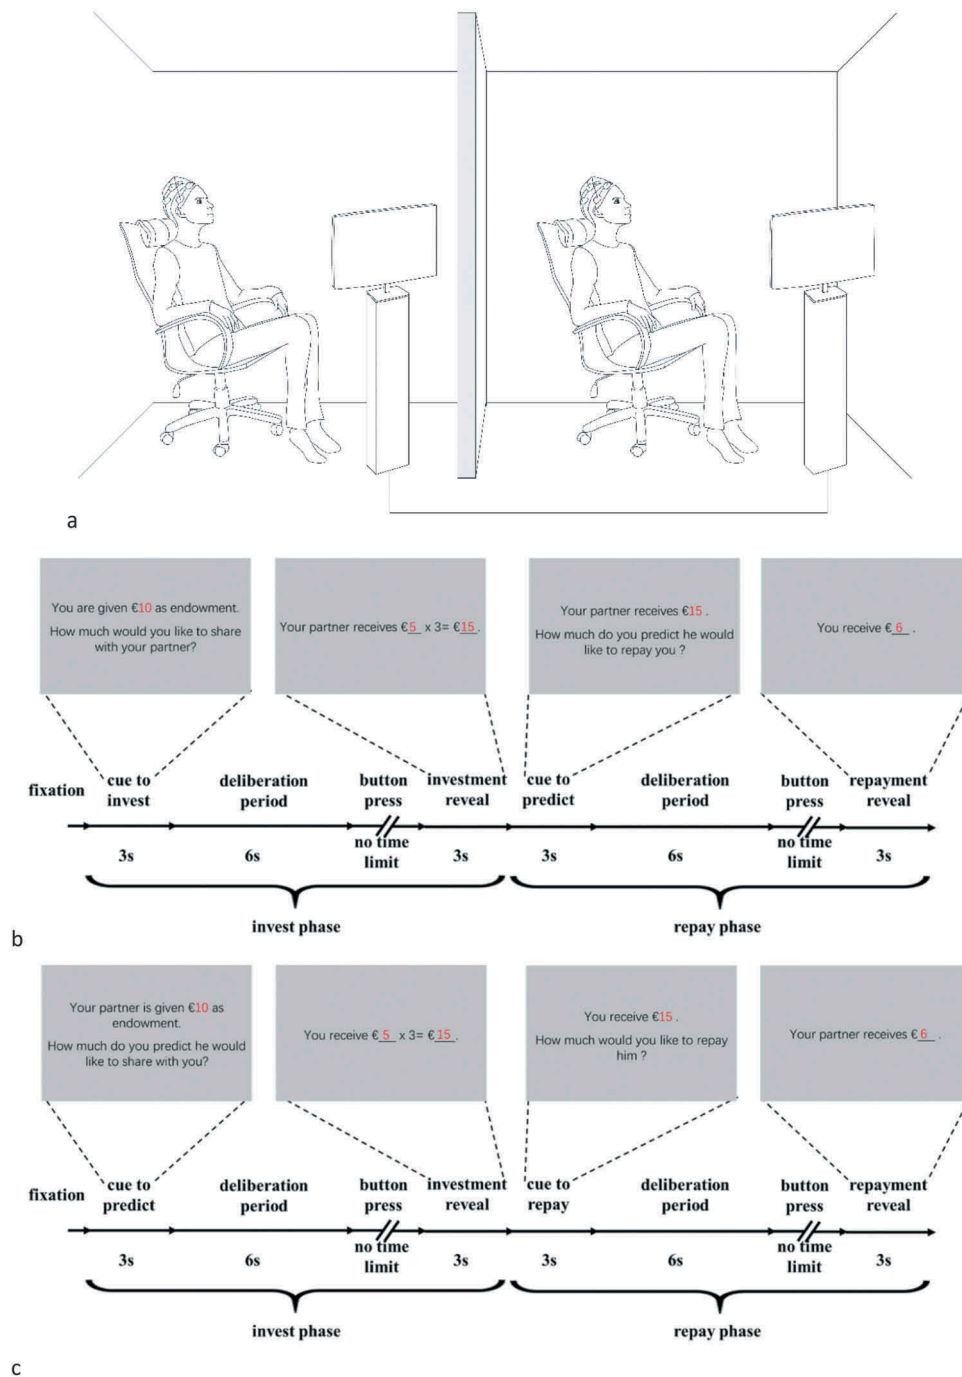 a
You are given €10 as endowment.
How much would you like to share
with your partner?
Your partner receives €5 x 3= €15.
Your partner receives €15 .
How much do you predict he would
like to repay you ?
You receive €6 .
fixation
cue to
invest
deliberation
period
button
press
investment
reveal
cue to
predict
deliberation
period
button
press
repayment
reveal
3s
6s
no time
limit
3s
3s
6s
no time
limit
3s
invest phase
repay phase
b
Your partner is given €10 as
endowment.
How much do you predict he would
like to share with you?
You receive €5 x 3= €15.
You receive €15 .
How much would you like to repay
him ?
Your partner receives €6 .
fixation
cue to
predict
deliberation
period
button
press
investment
reveal
cue to
repay
deliberation
period
button
press
repayment
reveal
3s
6s
no time
limit
3s
3s
6s
no time
limit
3s
invest phase
repay phase
c